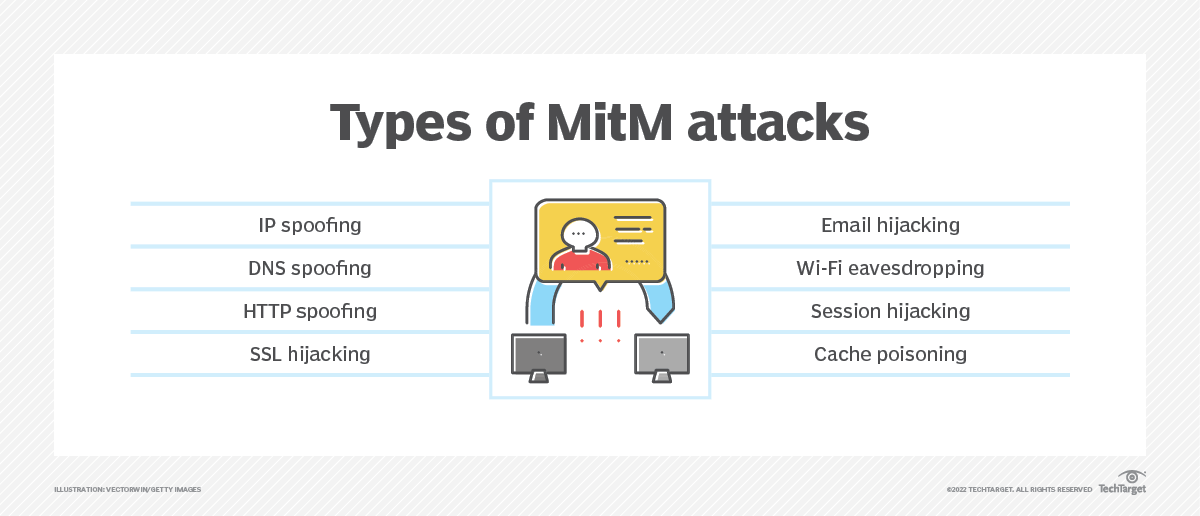 Types of MitM attacks
IP spoofing
DNS spoofing
HTTP spoofing
SSL hijacking
Email hijacking
Wi-Fi eavesdropping
Session hijacking
Cache poisoning
ILLUSTRATION: VECTORWIN/GETTY IMAGES
©2022 TECHTARGET. ALL RIGHTS RESERVED
TechTarget